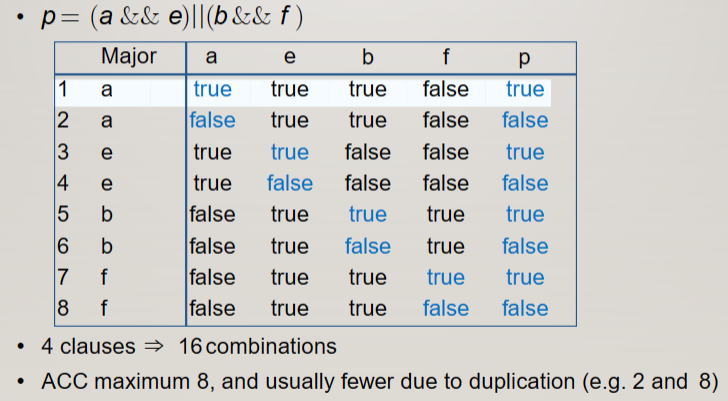 • p= (a && e)||(b&& f )
Major a e b f p
1 a true true true false true
2 a false true true false false
3 e true true false false true
4 e true false false false false
5 b false true true true true
6 b false true false true false
7 f false true true true true
8 f false true true false false
• 4 clauses ⇒ 16combinations
• ACC maximum 8, and usually fewer due to duplication (e.g. 2 and 8)